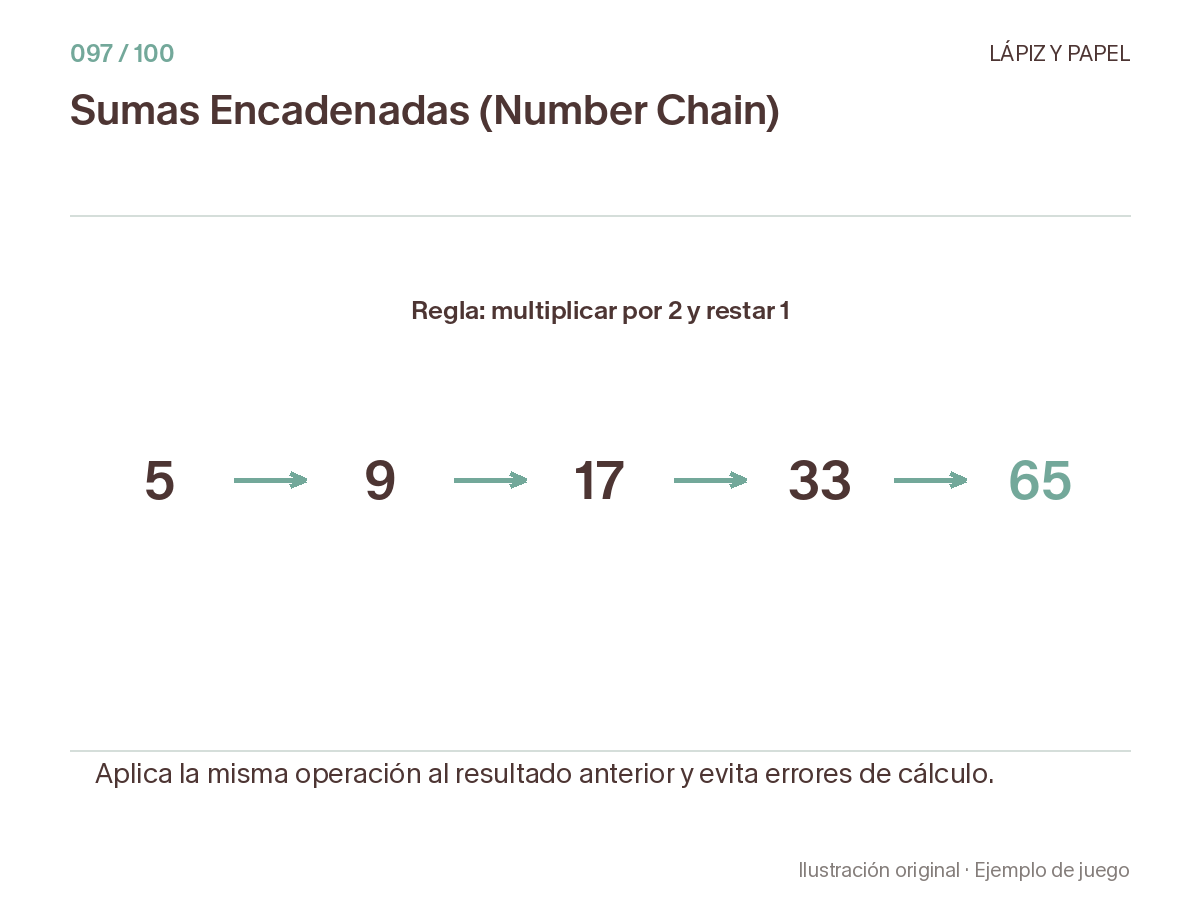 097 / 100
LÁPIZ Y PAPEL
Sumas Encadenadas (Number Chain)
Regla: multiplicar por 2 y restar 1
5 → 9 → 17 → 33 → 65
Aplica la misma operación al resultado anterior y evita errores de cálculo.
Ilustración original · Ejemplo de juego